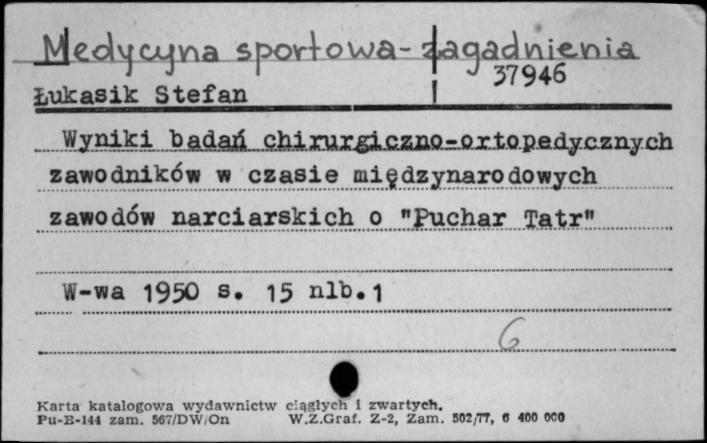 Medycyna sportowa-zagadnienia
37946
Łukasik Stefan
Wyniki badań chirurgiczno-ortopedycznych
zawodników w czasie międzynarodowych
zawodów narciarskich o "Puchar Tatr"
W-wa 1950 s. 15 nlb.1
6
Karta katalogowa wydawnictw ciągłych i zwartych.
Pu-B-144 zam. 567/DW/On W.Z.Graf. Z-2, Zam. 502/77, 6 400 000